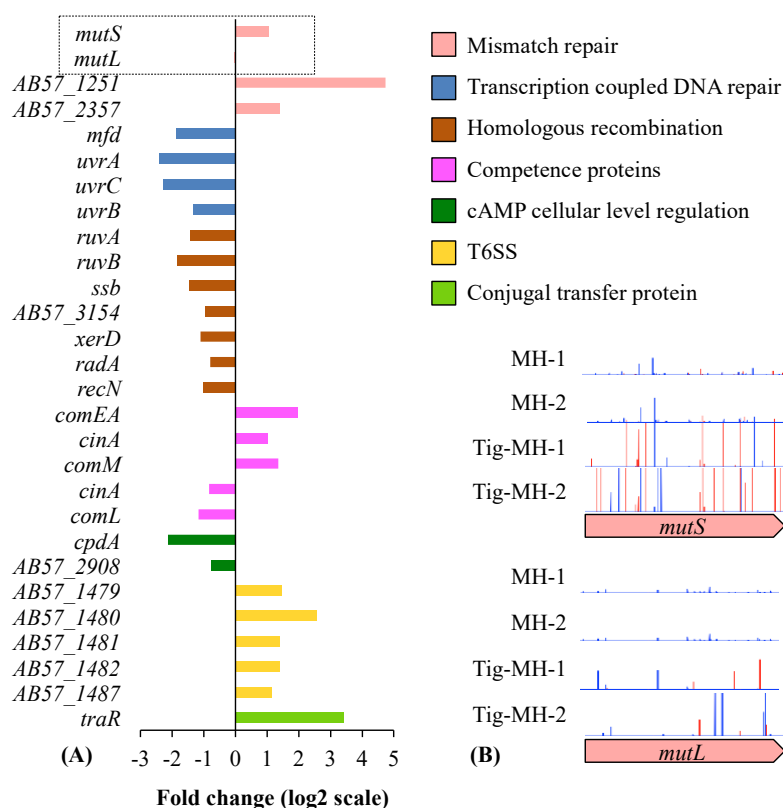 mutS
mutL
AB57_1251
AB57_2357
mfd
uvrA
uvrC
uvrB
ruvA
ruvB
ssb
AB57_3154
xerD
radA
recN
comEA
cinA
comM
cinA
comL
cpdA
AB57_2908
AB57_1479
AB57_1480
AB57_1481
AB57_1482
AB57_1487
traR
-3 -2 -1 0 1 2 3 4 5
(A)
Fold change (log2 scale)
Mismatch repair
Transcription coupled DNA repair
Homologous recombination
Competence proteins
cAMP cellular level regulation
T6SS
Conjugal transfer protein
MH-1
MH-2
Tig-MH-1
Tig-MH-2
mutS
MH-1
MH-2
Tig-MH-1
Tig-MH-2
mutL
(B)